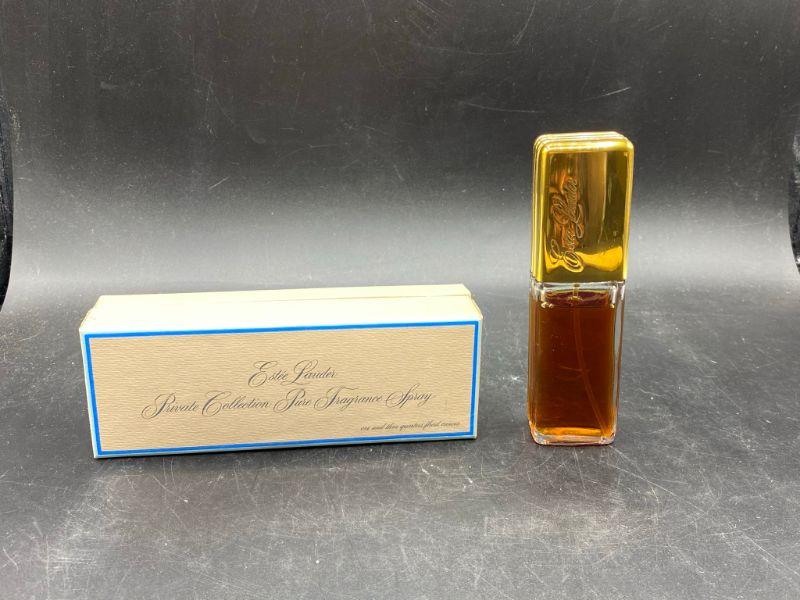 Estée Lauder
Private Collection Pure Fragrance Spray
one and three quarters fluid ounces
Estée Lauder